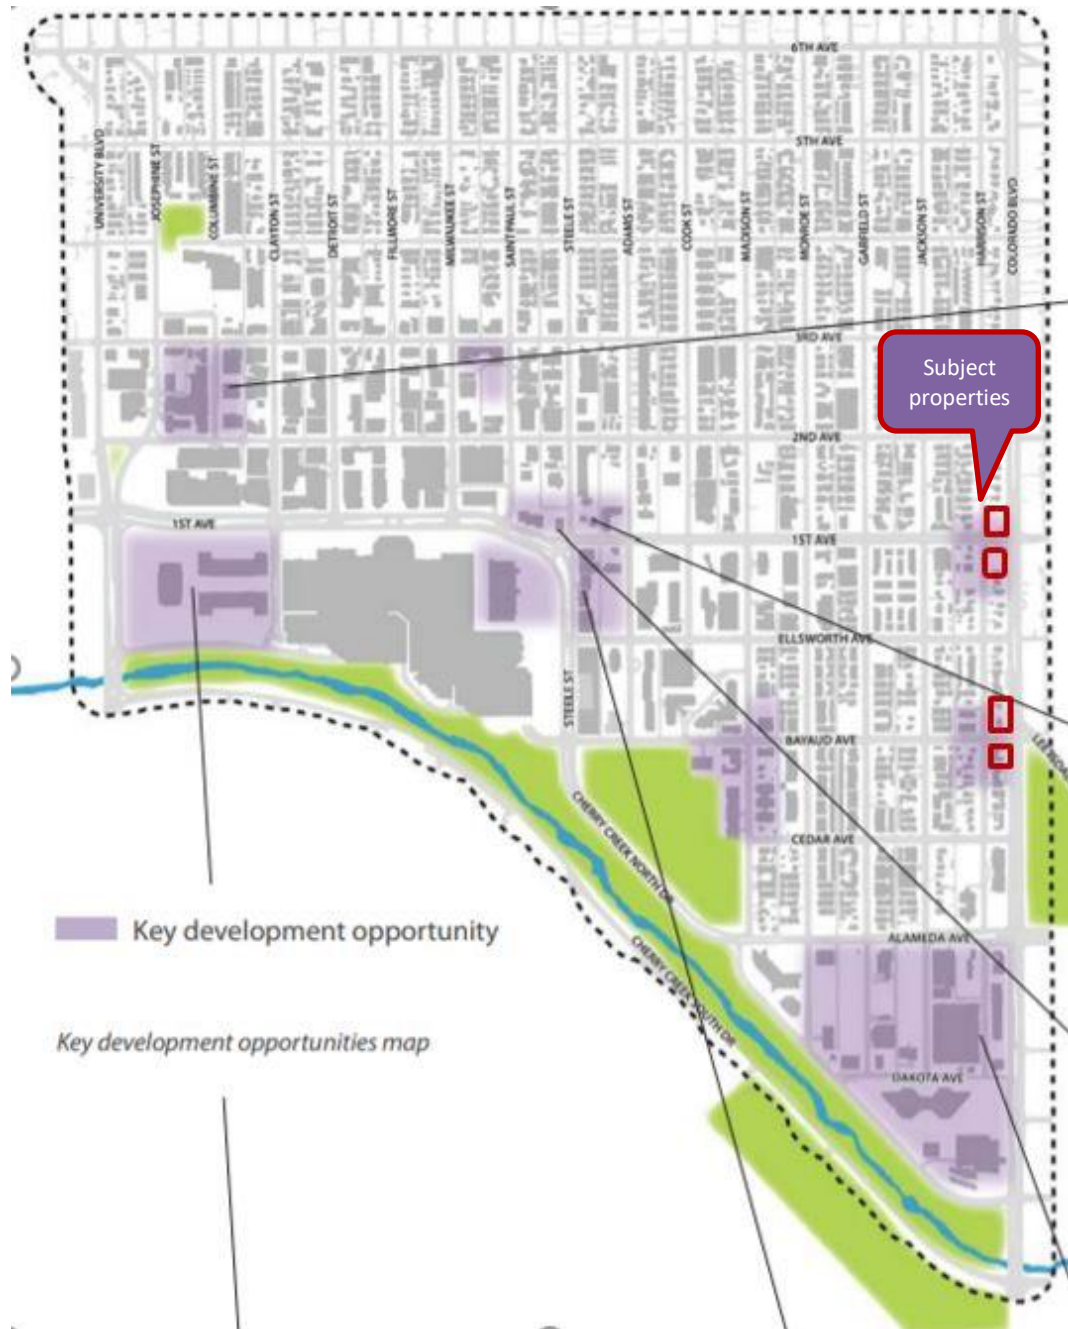 6TH AVE
5TH AVE
UNIVERSITY BLVD
JOSEPHINE ST
COLUMBINE ST
CLAYTON ST
DETROIT ST
FILLMORE ST
MILWAUKEE ST
SAINT PAUL ST
STEELE ST
ADAMS ST
COOK ST
MADISON ST
MONROE ST
GARFIELD ST
JACKSON ST
HARRISON ST
COLORADO BLVD
3RD AVE
Subject
properties
2ND AVE
1ST AVE
1ST AVE
ELLSWORTH AVE
STEELE ST
BAYAUD AVE
CHERRY CREEK NORTH DR
CEDAR AVE
Key development opportunity
ALAMEDA AVE
CHERRY CREEK SOUTH DR
Key development opportunities map
DAKOTA AVE